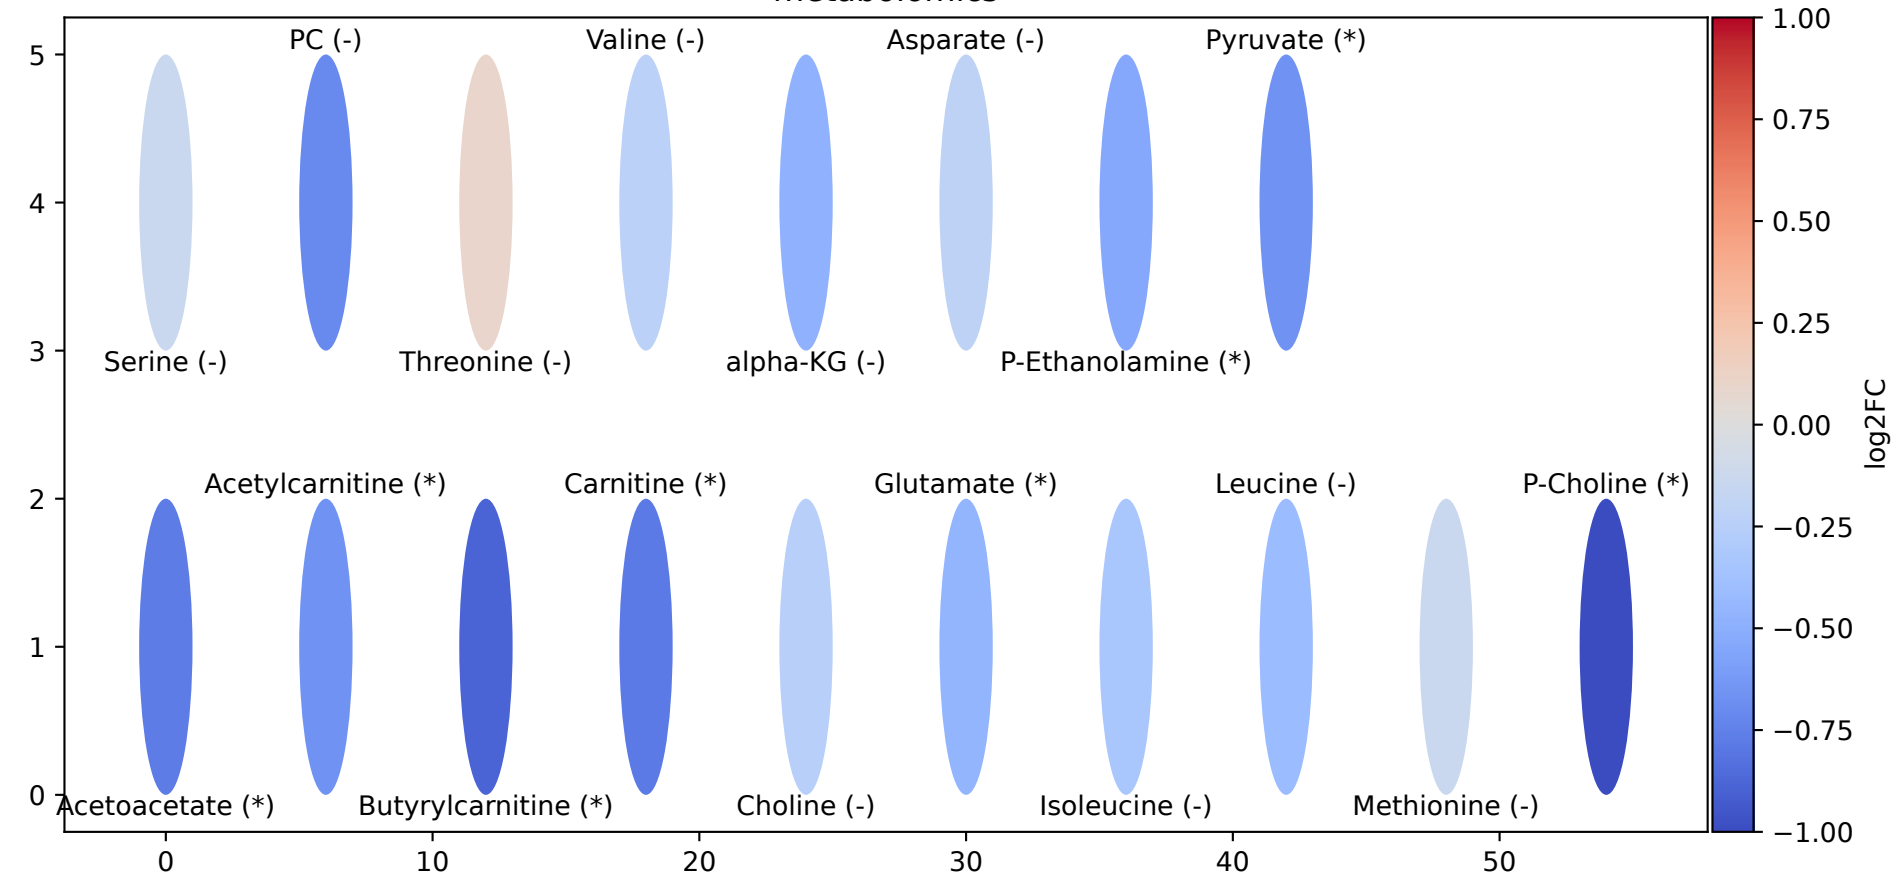 PC (-) Valine (-) Asparate (-) Pyruvate (*)
Serine (-) Threonine (-) alpha-KG (-) P-Ethanolamine (*)
Acetylcarnitine (*) Carnitine (*) Glutamate (*) Leucine (-) P-Choline (*)
Acetoacetate (*) Butyrylcarnitine (*) Choline (-) Isoleucine (-) Methionine (-)
5
4
3
2
1
0
0 10 20 30 40 50
1.00
0.75
0.50
0.25
0.00
−0.25
−0.50
−0.75
−1.00
log2FC